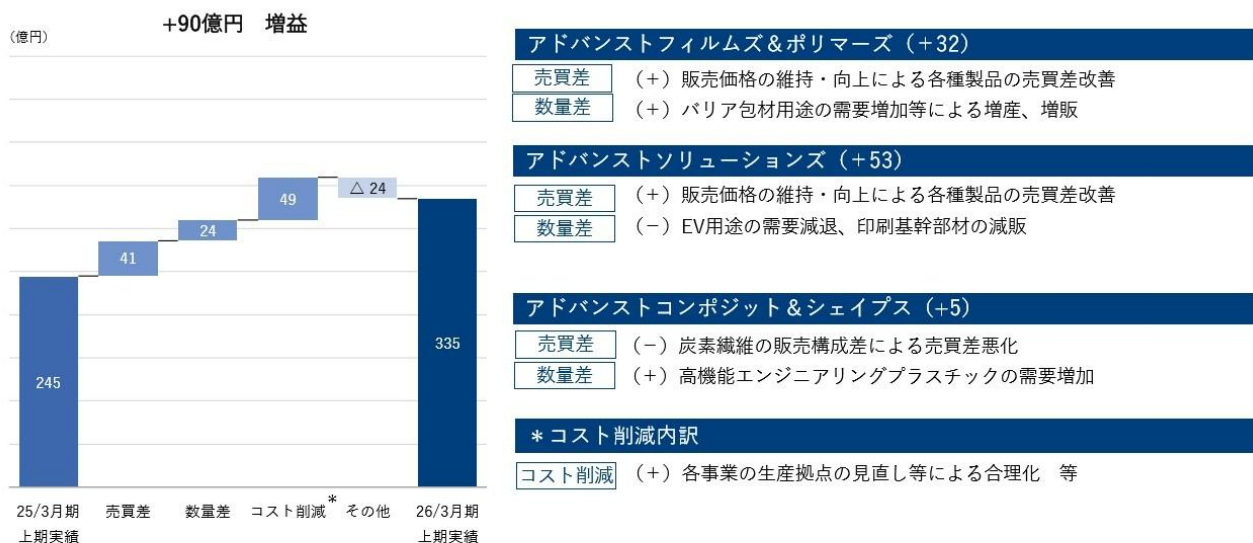 +90億円　増益
（億円）
245
41
24
49
△ 24
335
25/3月期
上期実績
売買差
数量差
コスト削減*
その他
26/3月期
上期実績
アドバンストフィルムズ＆ポリマーズ（＋32）
売買差 （＋）販売価格の維持・向上による各種製品の売買差改善
数量差 （＋）バリア包材用途の需要増加等による増産、増販
アドバンストソリューションズ（＋53）
売買差 （＋）販売価格の維持・向上による各種製品の売買差改善
数量差 （－）EV用途の需要減退、印刷基幹部材の減販
アドバンストコンポジット＆シェイプス（+5）
売買差 （－）炭素繊維の販売構成差による売買差悪化
数量差 （＋）高機能エンジニアリングプラスチックの需要増加
＊コスト削減内訳
コスト削減 （＋）各事業の生産拠点の見直し等による合理化　等